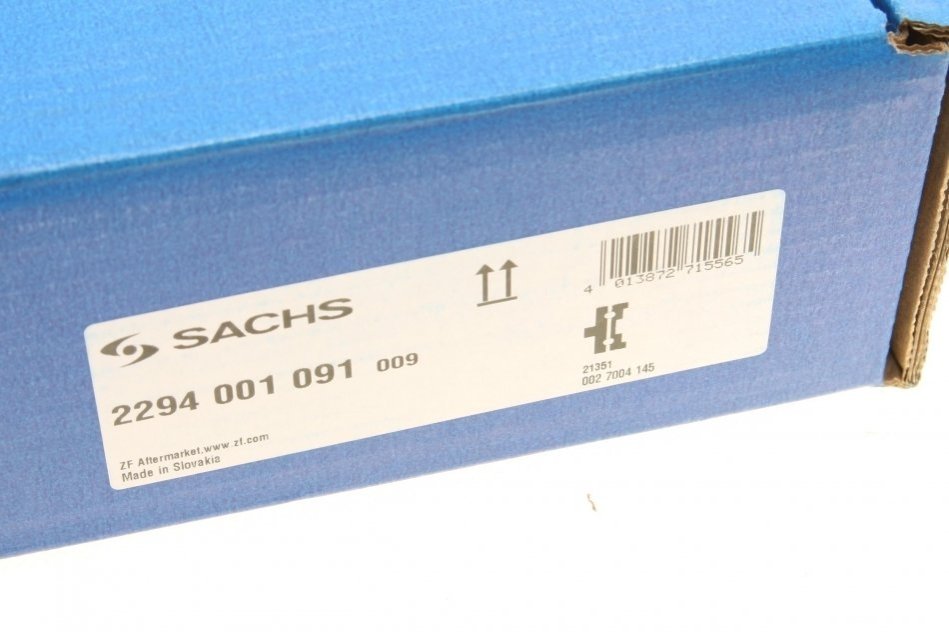 SACHS
4 013872 715565
2294 001 091 009
21351
002 7004 145
ZF Aftermarket.www.zf.com
Made in Slovakia